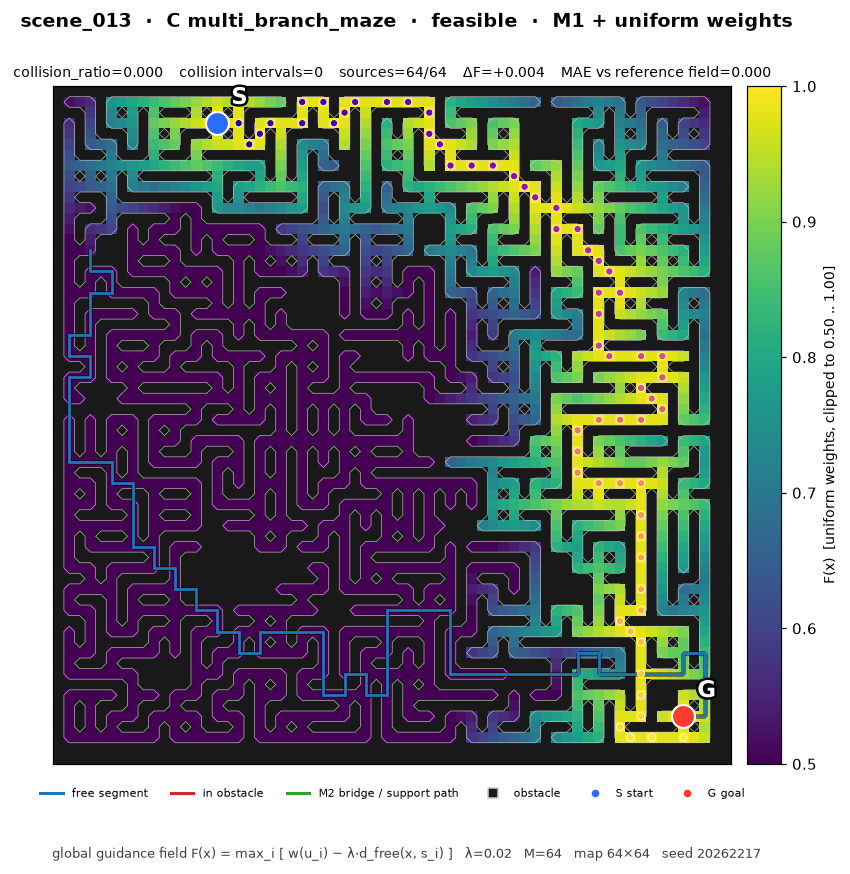 scene_013 · C multi_branch_maze · feasible · M1 + uniform weights
collision_ratio=0.000 collision intervals=0 sources=64/64 ΔF=+0.004 MAE vs reference field=0.000
S
G
1.0
0.9
0.8
0.7
0.6
0.5
F(x) [uniform weights, clipped to 0.50 .. 1.00]
free segment in obstacle M2 bridge / support path obstacle S start G goal
global guidance field F(x) = max_i [ w(u_i) − λ·d_free(x, s_i) ] λ=0.02 M=64 map 64×64 seed 20262217